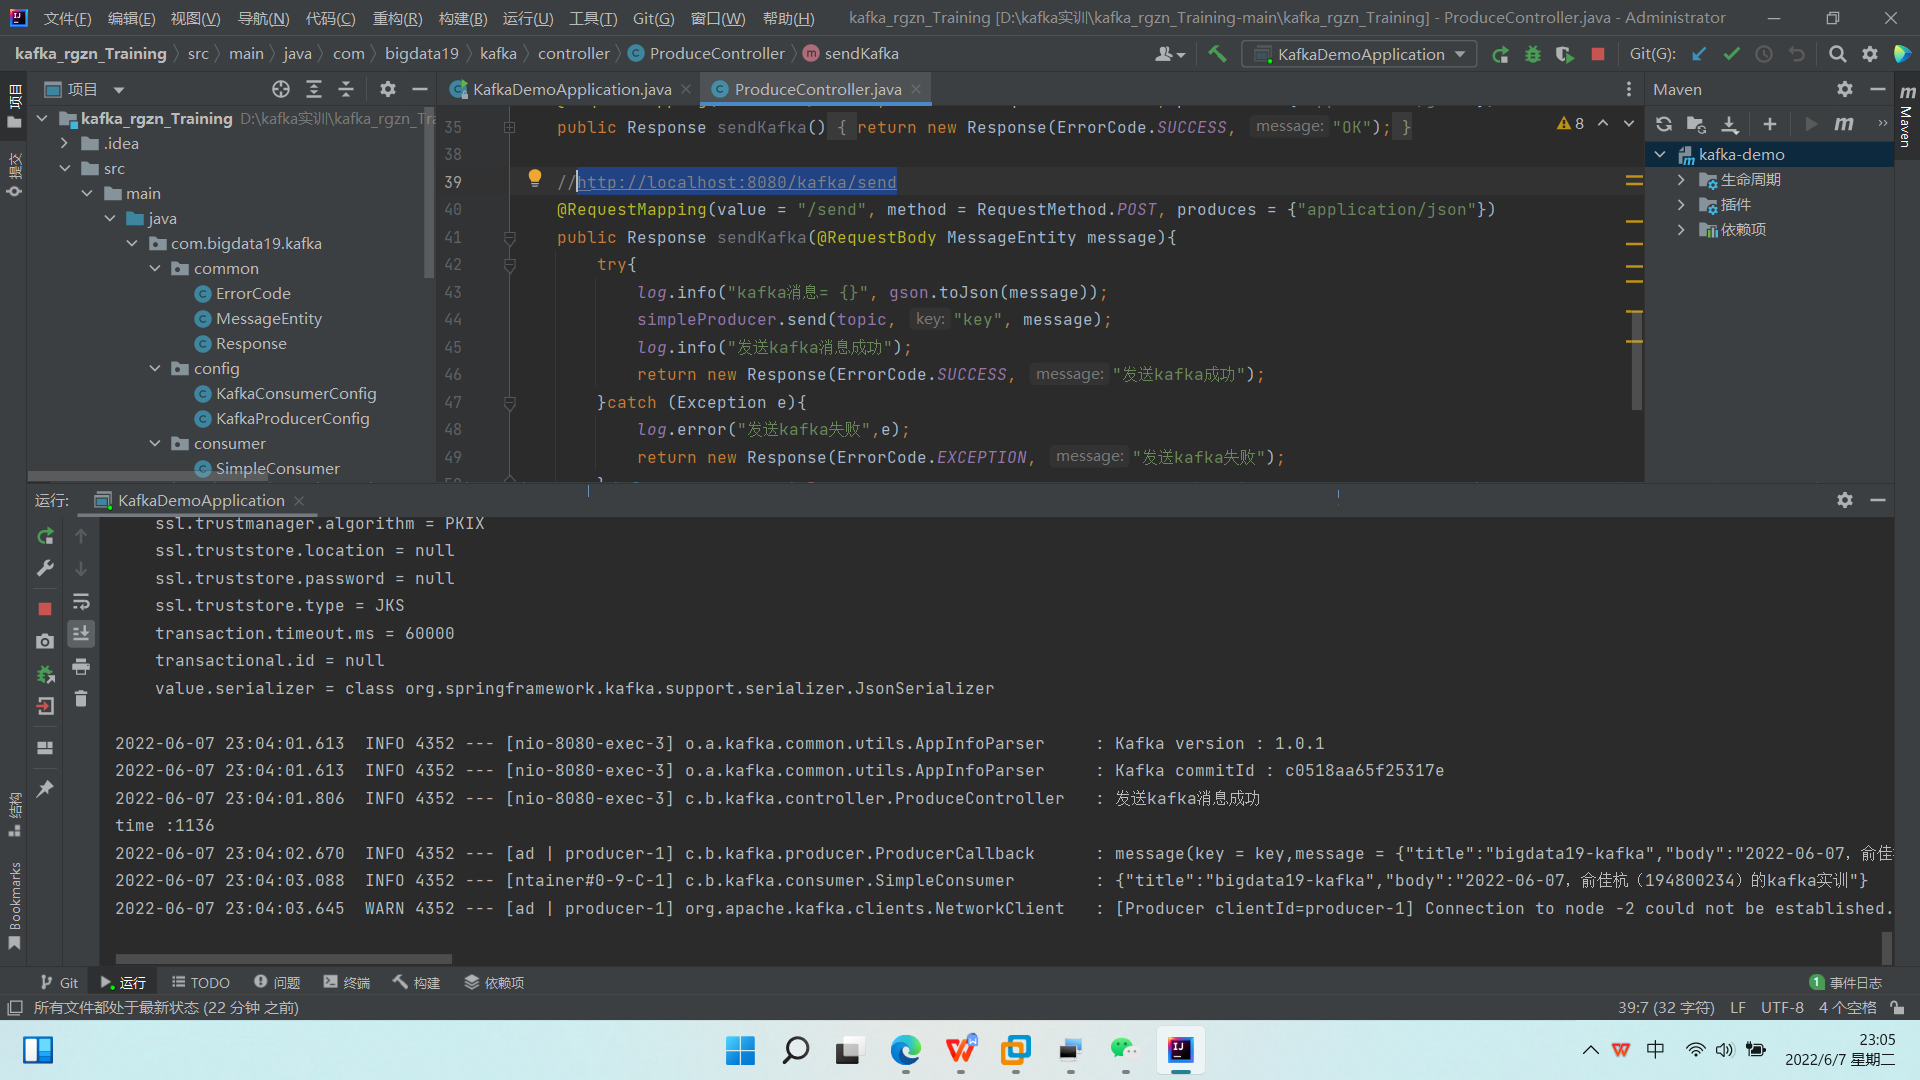 文件(F) 编辑(E) 视图(V) 导航(N) 代码(C) 重构(R) 构建(B) 运行(U) 工具(T) Git(G) 窗口(W) 帮助(H) kafka_rgzn_Training [D:\kafka实训\kafka_rgzn_Training-main\kafka_rgzn_Training] - ProduceController.java - Administrator
kafka_rgzn_Training src main java com bigdata19 kafka controller ProduceController sendKafka KafkaDemoApplication Git(G):
项目 KafkaDemoApplication.java ProduceController.java Maven
kafka_rgzn_Training D:\kafka实训\kafka_rgzn_Tra
.idea
src
main
java
com.bigdata19.kafka
common
ErrorCode
MessageEntity
Response
config
KafkaConsumerConfig
KafkaProducerConfig
consumer
SimpleConsumer
35 public Response sendKafka() { return new Response(ErrorCode.SUCCESS, message: "OK"); }
8
38
39 //http://localhost:8080/kafka/send
40 @RequestMapping(value = "/send", method = RequestMethod.POST, produces = {"application/json"})
41 public Response sendKafka(@RequestBody MessageEntity message){
42 try{
43 log.info("kafka消息= {}", gson.toJson(message));
44 simpleProducer.send(topic, key: "key", message);
45 log.info("发送kafka消息成功");
46 return new Response(ErrorCode.SUCCESS, message: "发送kafka成功");
47 }catch (Exception e){
48 log.error("发送kafka失败",e);
49 return new Response(ErrorCode.EXCEPTION, message: "发送kafka失败");
kafka-demo
生命周期
插件
依赖项
项目
提交
结构
Bookmarks
Maven
运行: KafkaDemoApplication
ssl.trustmanager.algorithm = PKIX
ssl.truststore.location = null
ssl.truststore.password = null
ssl.truststore.type = JKS
transaction.timeout.ms = 60000
transactional.id = null
value.serializer = class org.springframework.kafka.support.serializer.JsonSerializer
2022-06-07 23:04:01.613 INFO 4352 --- [nio-8080-exec-3] o.a.kafka.common.utils.AppInfoParser : Kafka version : 1.0.1
2022-06-07 23:04:01.613 INFO 4352 --- [nio-8080-exec-3] o.a.kafka.common.utils.AppInfoParser : Kafka commitId : c0518aa65f25317e
2022-06-07 23:04:01.806 INFO 4352 --- [nio-8080-exec-3] c.b.kafka.controller.ProduceController : 发送kafka消息成功
time :1136
2022-06-07 23:04:02.670 INFO 4352 --- [ad | producer-1] c.b.kafka.producer.ProducerCallback : message(key = key,message = {"title":"bigdata19-kafka","body":"2022-06-07，俞佳
2022-06-07 23:04:03.088 INFO 4352 --- [ntainer#0-9-C-1] c.b.kafka.consumer.SimpleConsumer : {"title":"bigdata19-kafka","body":"2022-06-07，俞佳杭（194800234）的kafka实训"}
2022-06-07 23:04:03.645 WARN 4352 --- [ad | producer-1] org.apache.kafka.clients.NetworkClient : [Producer clientId=producer-1] Connection to node -2 could not be established.
Git 运行 TODO 问题 终端 构建 依赖项 1 事件日志
所有文件都处于最新状态 (22 分钟 之前) 39:7 (32 字符) LF UTF-8 4 个空格
中 23:05
2022/6/7 星期二